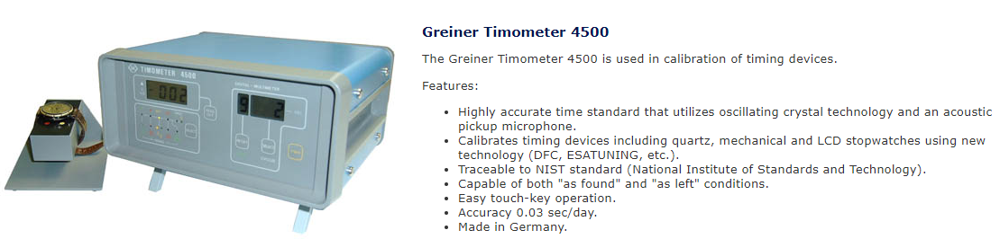 Greiner Timometer 4500
The Greiner Timometer 4500 is used in calibration of timing devices.
Features:
• Highly accurate time standard that utilizes oscillating crystal technology and an acoustic
pickup microphone.
• Calibrates timing devices including quartz, mechanical and LCD stopwatches using new
technology (DFC, ESATUNING, etc.).
• Traceable to NIST standard (National Institute of Standards and Technology).
• Capable of both "as found" and "as left" conditions.
• Easy touch-key operation.
• Accuracy 0.03 sec/day.
• Made in Germany.
TIMOMETER 4500
-002
9 2